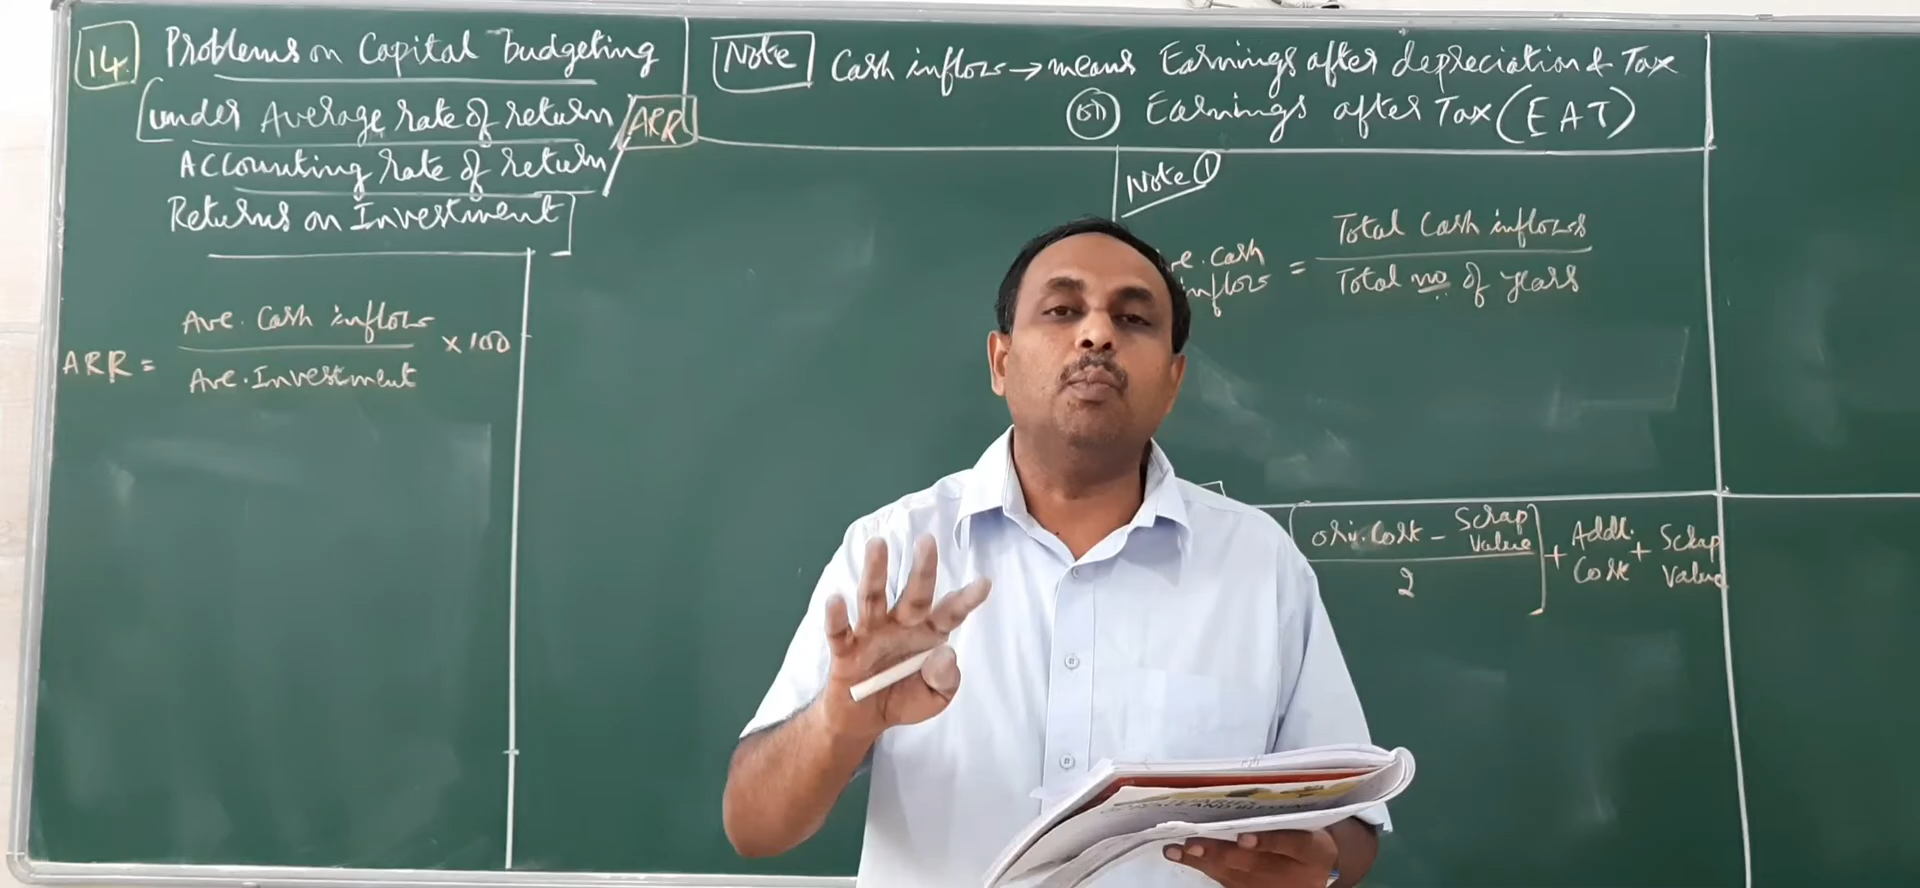 14.
Problems on Capital budgeting
under Average rate of return / ARR
Accounting rate of return /
Returns on Investment
ARR = Ave. Cash inflows
Ave. Investment
× 100
Note Cash inflows → means Earnings after depreciation & Tax
(or) Earnings after Tax (EAT)
Note ①
ve. Cash inflows = Total Cash inflows
Total no of years
[Ori. Cost - Scrap Value
2 ] + Addl. Cost + Scrap Value